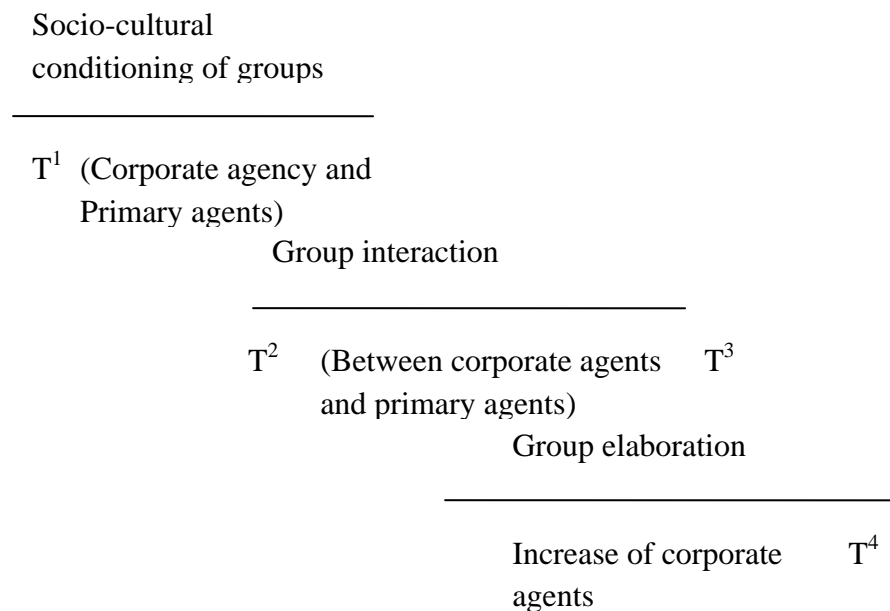 Socio-cultural
conditioning of groups
T¹ (Corporate agency and
Primary agents)
Group interaction
T² (Between corporate agents T³
and primary agents)
Group elaboration
Increase of corporate T⁴
agents